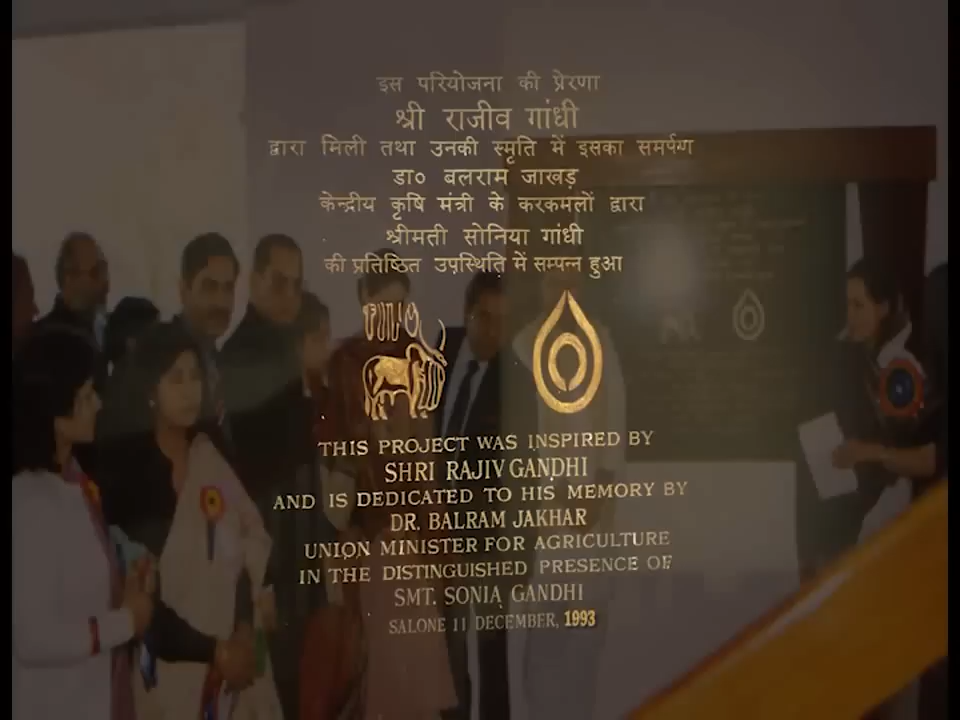 इस परियोजना की प्रेरणा
श्री राजीव गांधी
द्वारा मिली तथा उनकी स्मृति में इसका समर्पण
डा० बलराम जाखड़
केन्द्रीय कृषि मंत्री के करकमलों द्वारा
श्रीमती सोनिया गांधी
की प्रतिष्ठित उपस्थिति में सम्पन्न हुआ
THIS PROJECT WAS INSPIRED BY
SHRI RAJIV GANDHI
AND IS DEDICATED TO HIS MEMORY BY
DR. BALRAM JAKHAR
UNION MINISTER FOR AGRICULTURE
IN THE DISTINGUISHED PRESENCE OF
SMT. SONIA GANDHI
SALONE 11 DECEMBER, 1993